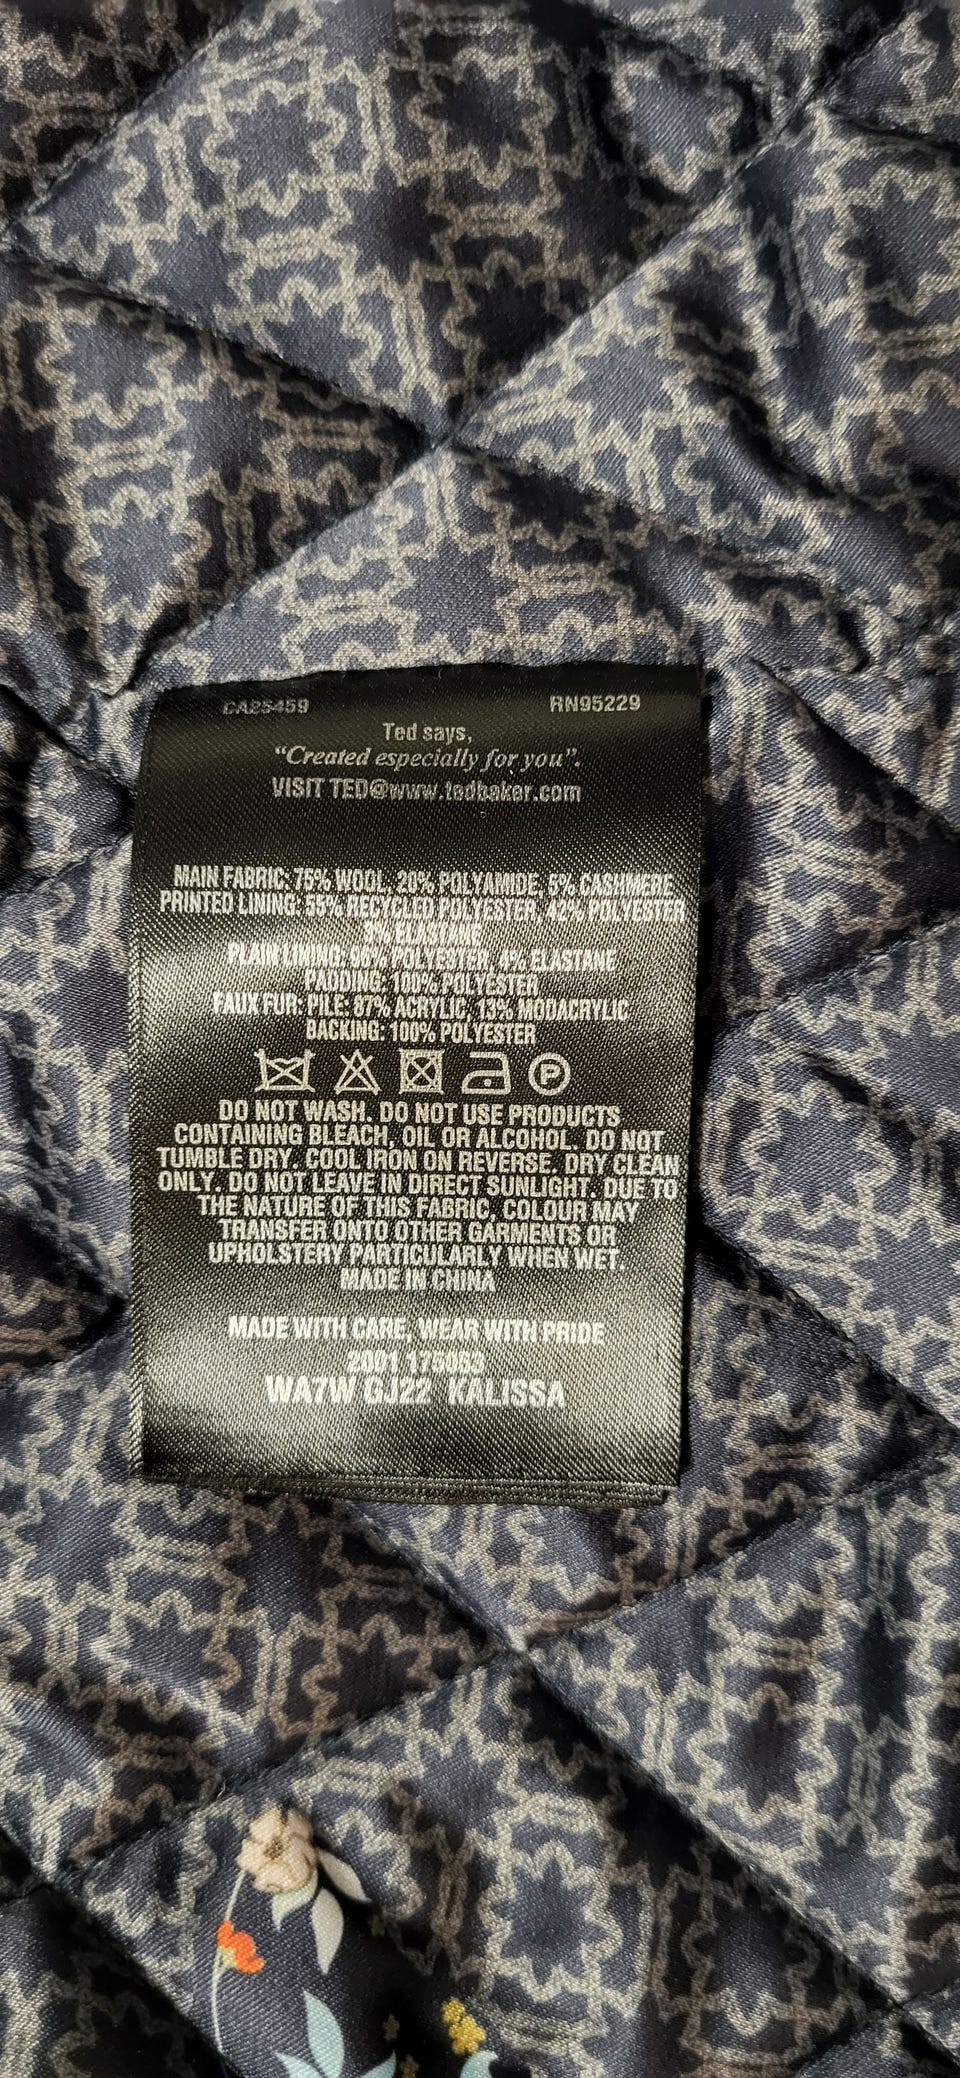 CA25459 RN95229
Ted says,
"Created especially for you".
VISIT TED@www.tedbaker.com
MAIN FABRIC: 75% WOOL, 20% POLYAMIDE, 5% CASHMERE
PRINTED LINING: 55% RECYCLED POLYESTER, 42% POLYESTER
3% ELASTANE
PLAIN LINING: 96% POLYESTER, 4% ELASTANE
PADDING: 100% POLYESTER
FAUX FUR: PILE: 87% ACRYLIC, 13% MODACRYLIC
BACKING: 100% POLYESTER
P
DO NOT WASH. DO NOT USE PRODUCTS
CONTAINING BLEACH, OIL OR ALCOHOL. DO NOT
TUMBLE DRY. COOL IRON ON REVERSE. DRY CLEAN
ONLY. DO NOT LEAVE IN DIRECT SUNLIGHT. DUE TO
THE NATURE OF THIS FABRIC, COLOUR MAY
TRANSFER ONTO OTHER GARMENTS OR
UPHOLSTERY PARTICULARLY WHEN WET.
MADE IN CHINA
MADE WITH CARE, WEAR WITH PRIDE
2001
WA7W GJ22 KALISSA